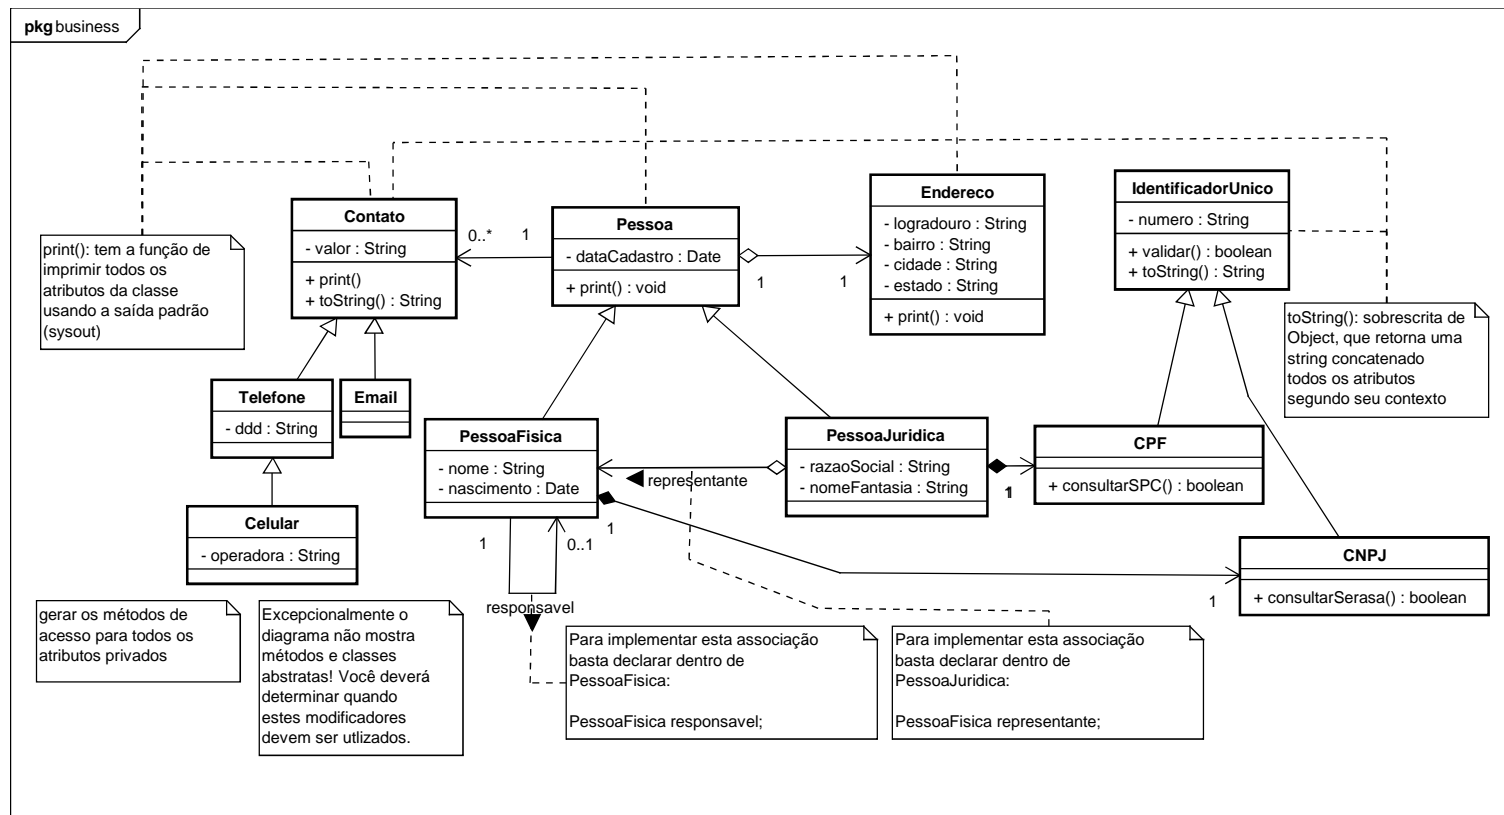 pkg business
Contato
- valor : String
+ print()
+ toString() : String
0..*
1
Pessoa
- dataCadastro : Date
+ print() : void
1
1
Endereco
- logradouro : String
- bairro : String
- cidade : String
- estado : String
+ print() : void
IdentificadorUnico
- numero : String
+ validar() : boolean
+ toString() : String
print(): tem a função de
imprimir todos os
atributos da classe
usando a saída padrão
(sysout)
toString(): sobrescrita de
Object, que retorna uma
string concatenado
todos os atributos
segundo seu contexto
Telefone
- ddd : String
Email
PessoaFisica
- nome : String
- nascimento : Date
representante
PessoaJuridica
- razaoSocial : String
- nomeFantasia : String
1
1
CPF
+ consultarSPC() : boolean
Celular
- operadora : String
1
0..1
1
responsavel
CNPJ
+ consultarSerasa() : boolean
1
gerar os métodos de
acesso para todos os
atributos privados
Excepcionalmente o
diagrama não mostra
métodos e classes
abstratas! Você deverá
determinar quando
estes modificadores
devem ser utlizados.
Para implementar esta associação
basta declarar dentro de
PessoaFisica:
PessoaFisica responsavel;
Para implementar esta associação
basta declarar dentro de
PessoaJuridica:
PessoaFisica representante;